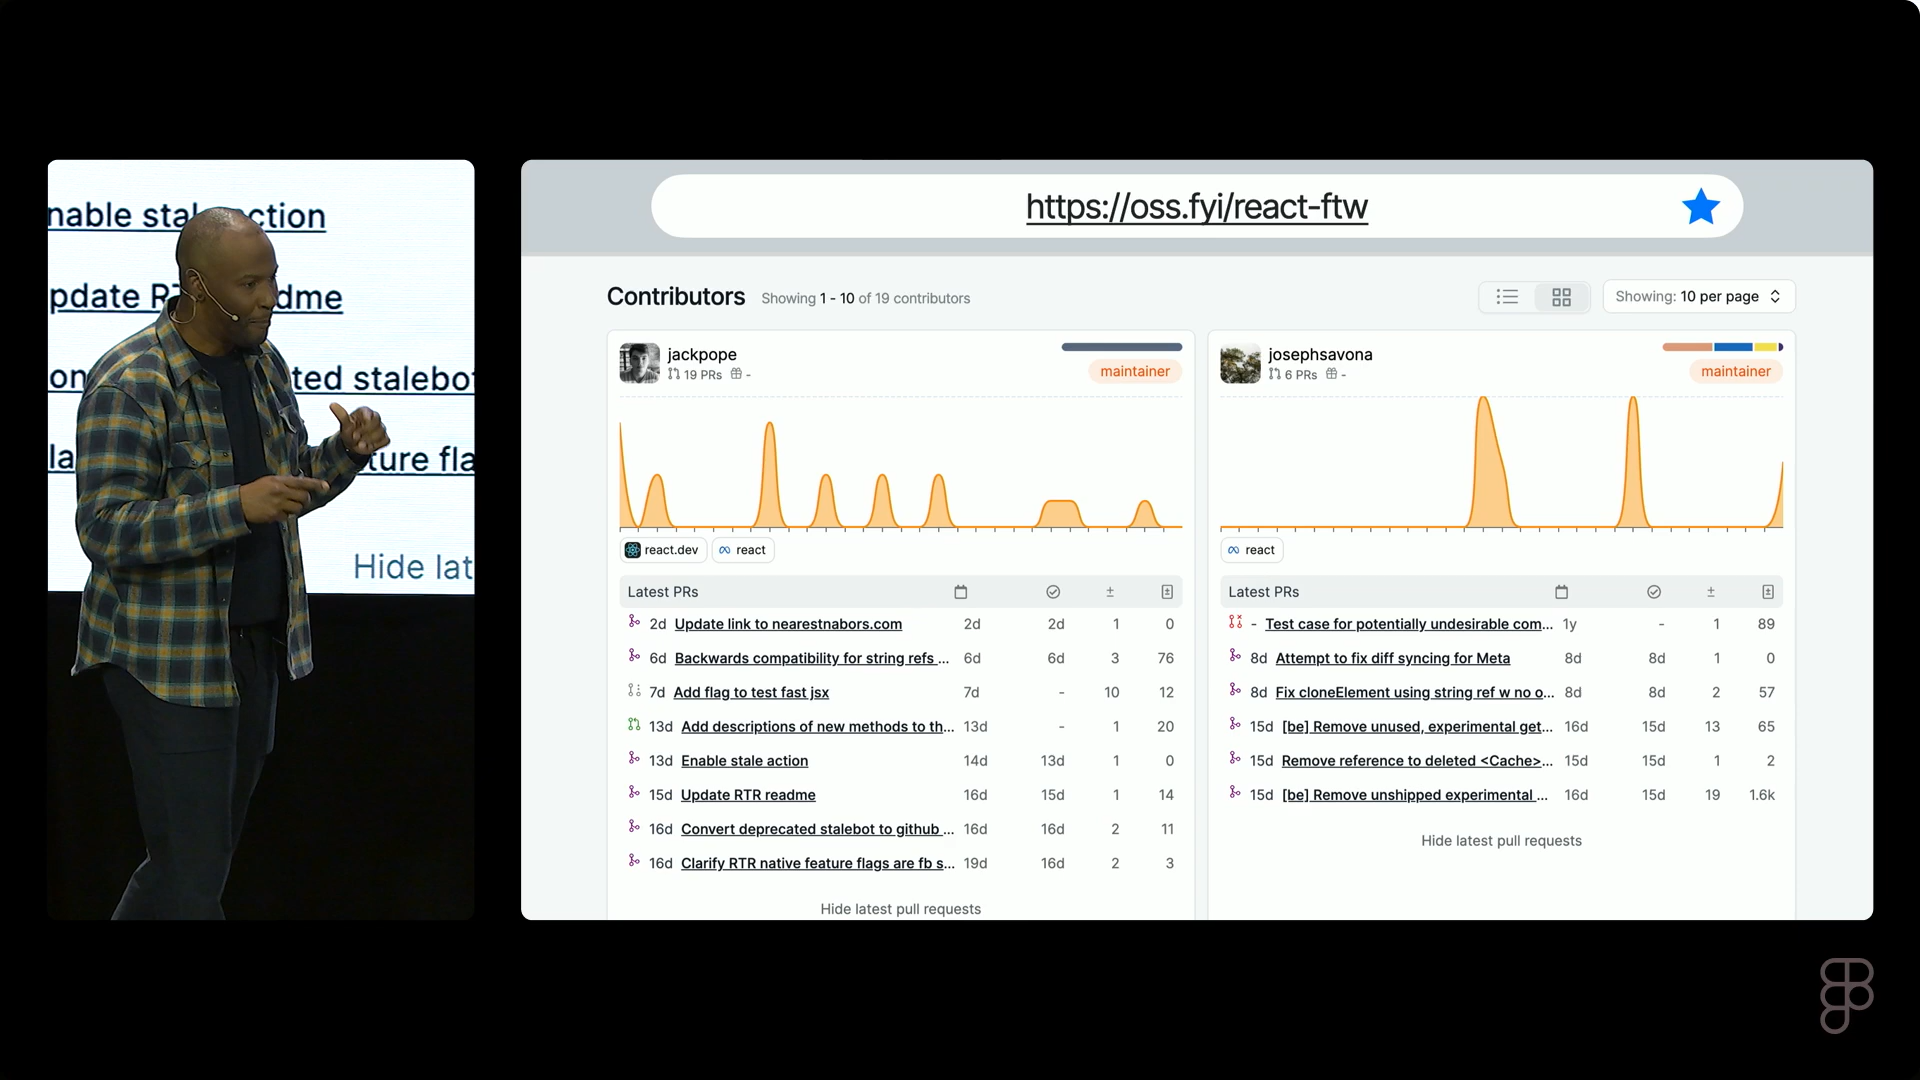 nable stal ction
pdate RT dme
on ted stalebot
la ture fla
Hide lat
https://oss.fyi/react-ftw
Contributors Showing 1 - 10 of 19 contributors
Showing: 10 per page
jackpope
19 PRs -
maintainer
react.dev react
Latest PRs ±
2d Update link to nearestnabors.com 2d 2d 1 0
6d Backwards compatibility for string refs ... 6d 6d 3 76
7d Add flag to test fast jsx 7d - 10 12
13d Add descriptions of new methods to th... 13d - 1 20
13d Enable stale action 14d 13d 1 0
15d Update RTR readme 16d 15d 1 14
16d Convert deprecated stalebot to github ... 16d 16d 2 11
16d Clarify RTR native feature flags are fb s... 19d 16d 2 3
Hide latest pull requests
josephsavona
6 PRs -
maintainer
react
Latest PRs ±
- Test case for potentially undesirable com... 1y - 1 89
8d Attempt to fix diff syncing for Meta 8d 8d 1 0
8d Fix cloneElement using string ref w no o... 8d 8d 2 57
15d [be] Remove unused, experimental get... 16d 15d 13 65
15d Remove reference to deleted <Cache>... 15d 15d 1 2
15d [be] Remove unshipped experimental ... 16d 15d 19 1.6k
Hide latest pull requests